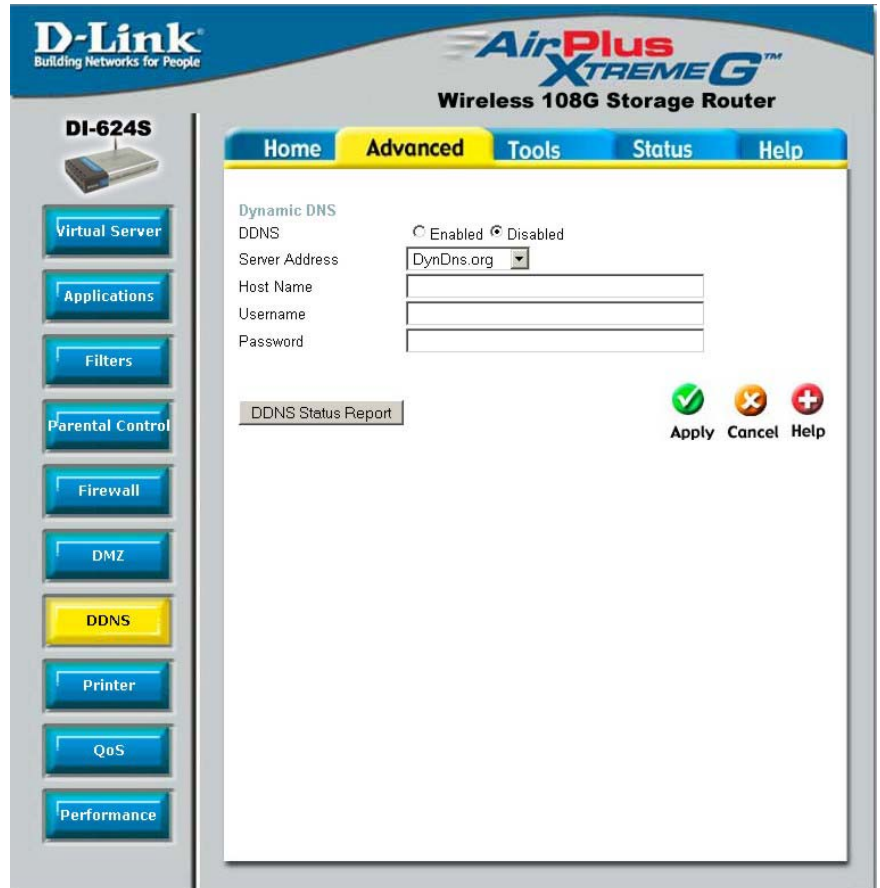 D-Link®
Building Networks for People
AirPlus
XTREME G™
Wireless 108G Storage Router
DI-624S
Home Advanced Tools Status Help
Virtual Server
Applications
Filters
Parental Control
Firewall
DMZ
DDNS
Printer
QoS
Performance
Dynamic DNS
DDNS Enabled Disabled
Server Address DynDns.org
Host Name
Username
Password
DDNS Status Report
Apply Cancel Help